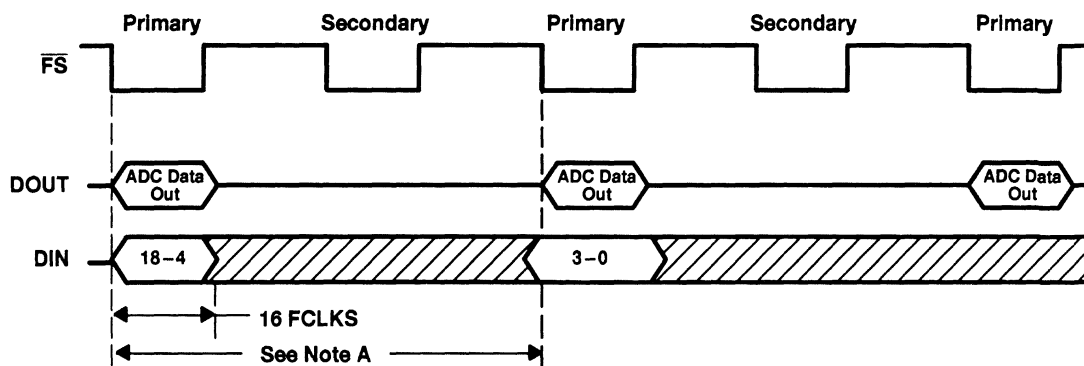 Primary Secondary Primary Secondary Primary
FS
DOUT ADC Data Out ADC Data Out ADC Data Out
DIN 18–4 3–0
16 FCLKS
See Note A